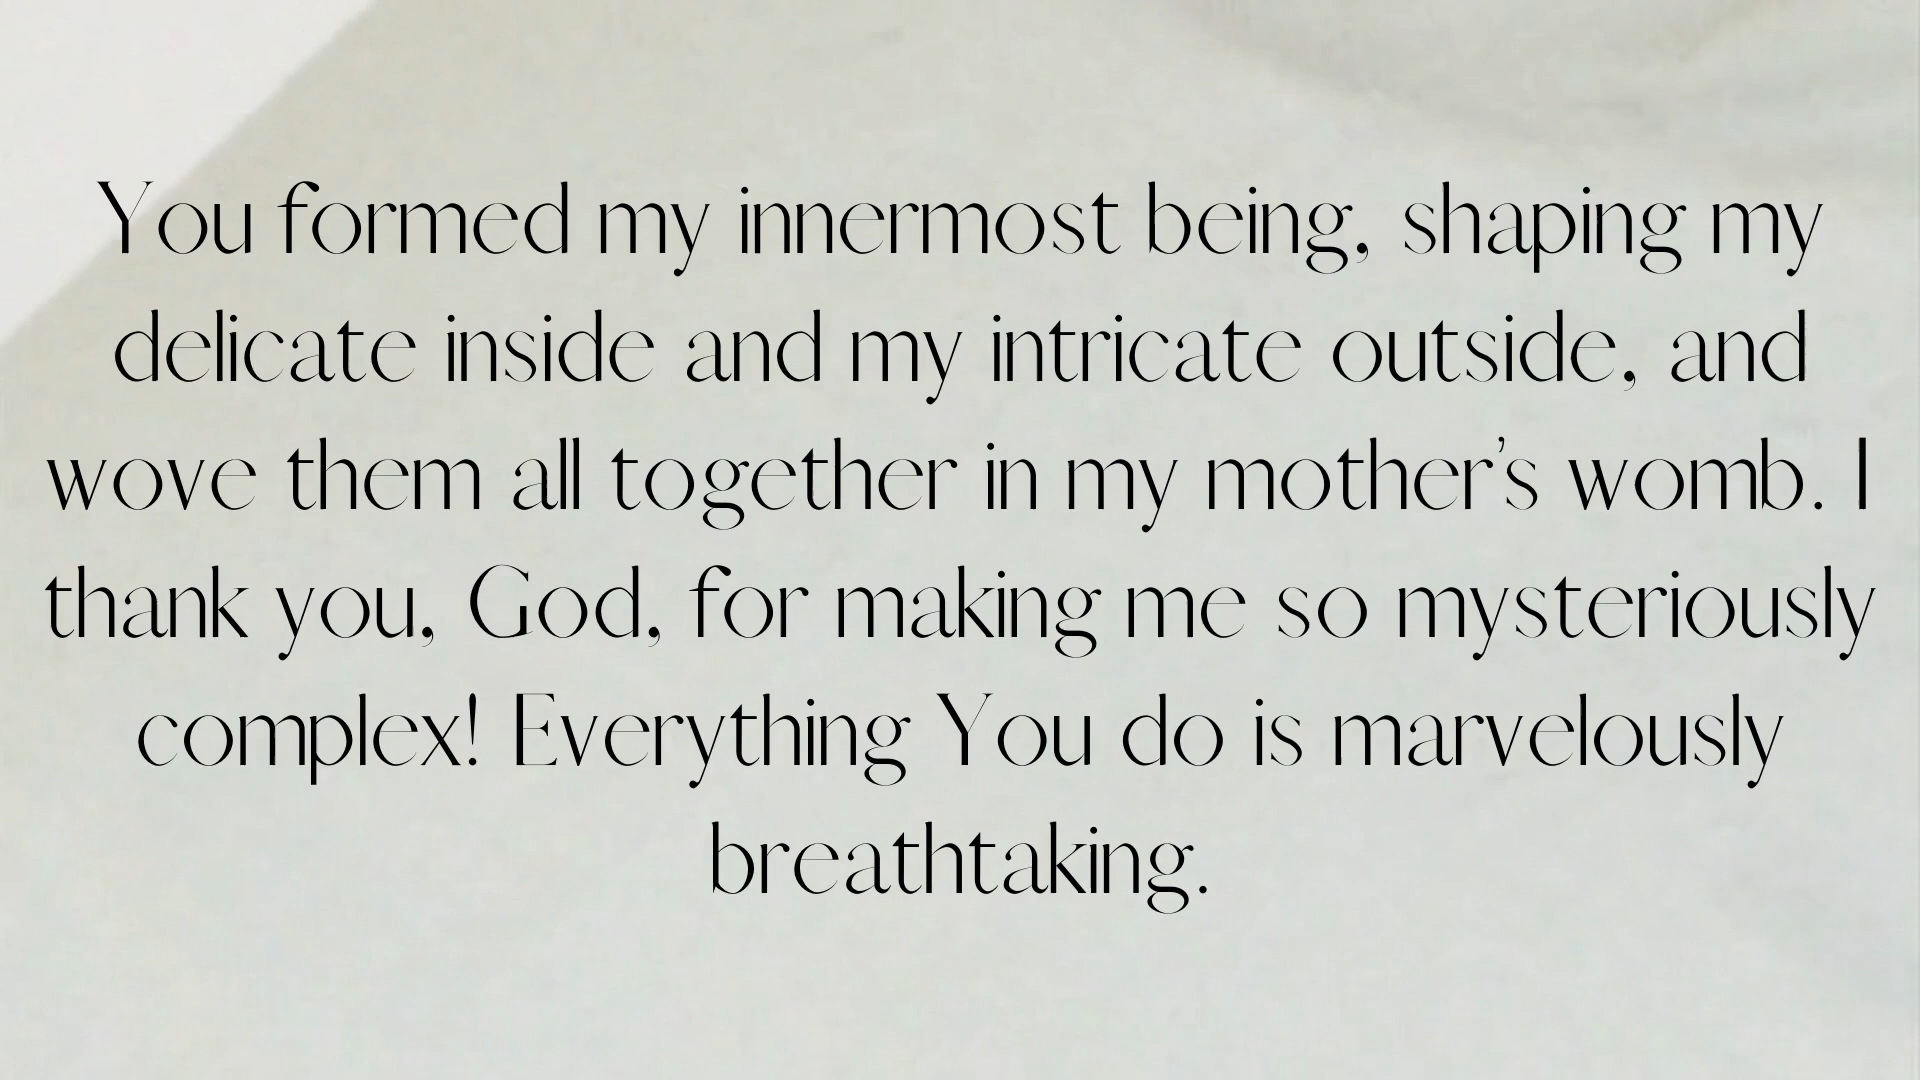 You formed my innermost being, shaping my
delicate inside and my intricate outside, and
wove them all together in my mother's womb. I
thank you, God, for making me so mysteriously
complex! Everything You do is marvelously
breathtaking.